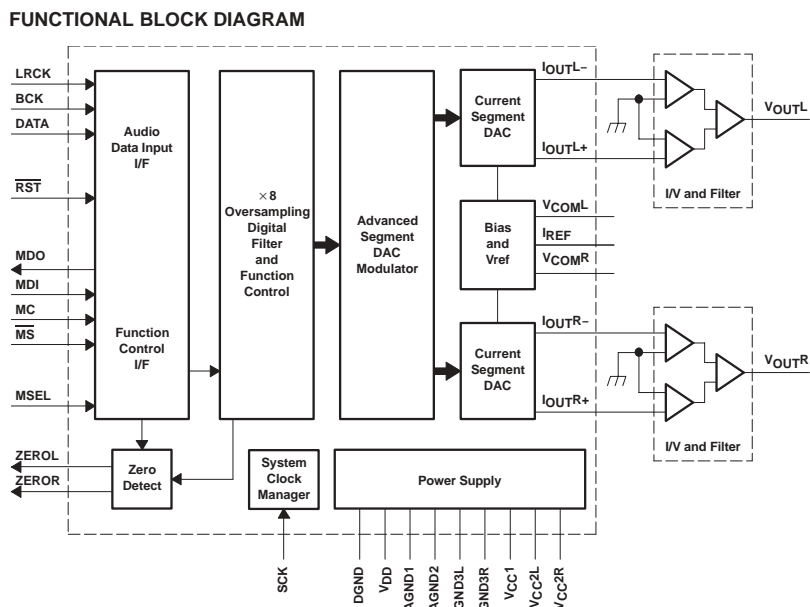 FUNCTIONAL BLOCK DIAGRAM
LRCK
BCK
DATA
RST
MDO
MDI
MC
MS
MSEL
ZEROL
ZEROR
Audio
Data Input
I/F
Function
Control
I/F
×8
Oversampling
Digital
Filter
and
Function
Control
Advanced
Segment
DAC
Modulator
Current
Segment
DAC
Bias
and
Vref
Current
Segment
DAC
IOUTL–
IOUTL+
VCOML
IREF
VCOMR
IOUTR–
IOUTR+
VOUTL
I/V and Filter
VOUTR
I/V and Filter
Zero
Detect
System
Clock
Manager
Power Supply
SCK
DGND
VDD
AGND1
AGND2
GND3L
GND3R
VCC1
VCC2L
VCC2R